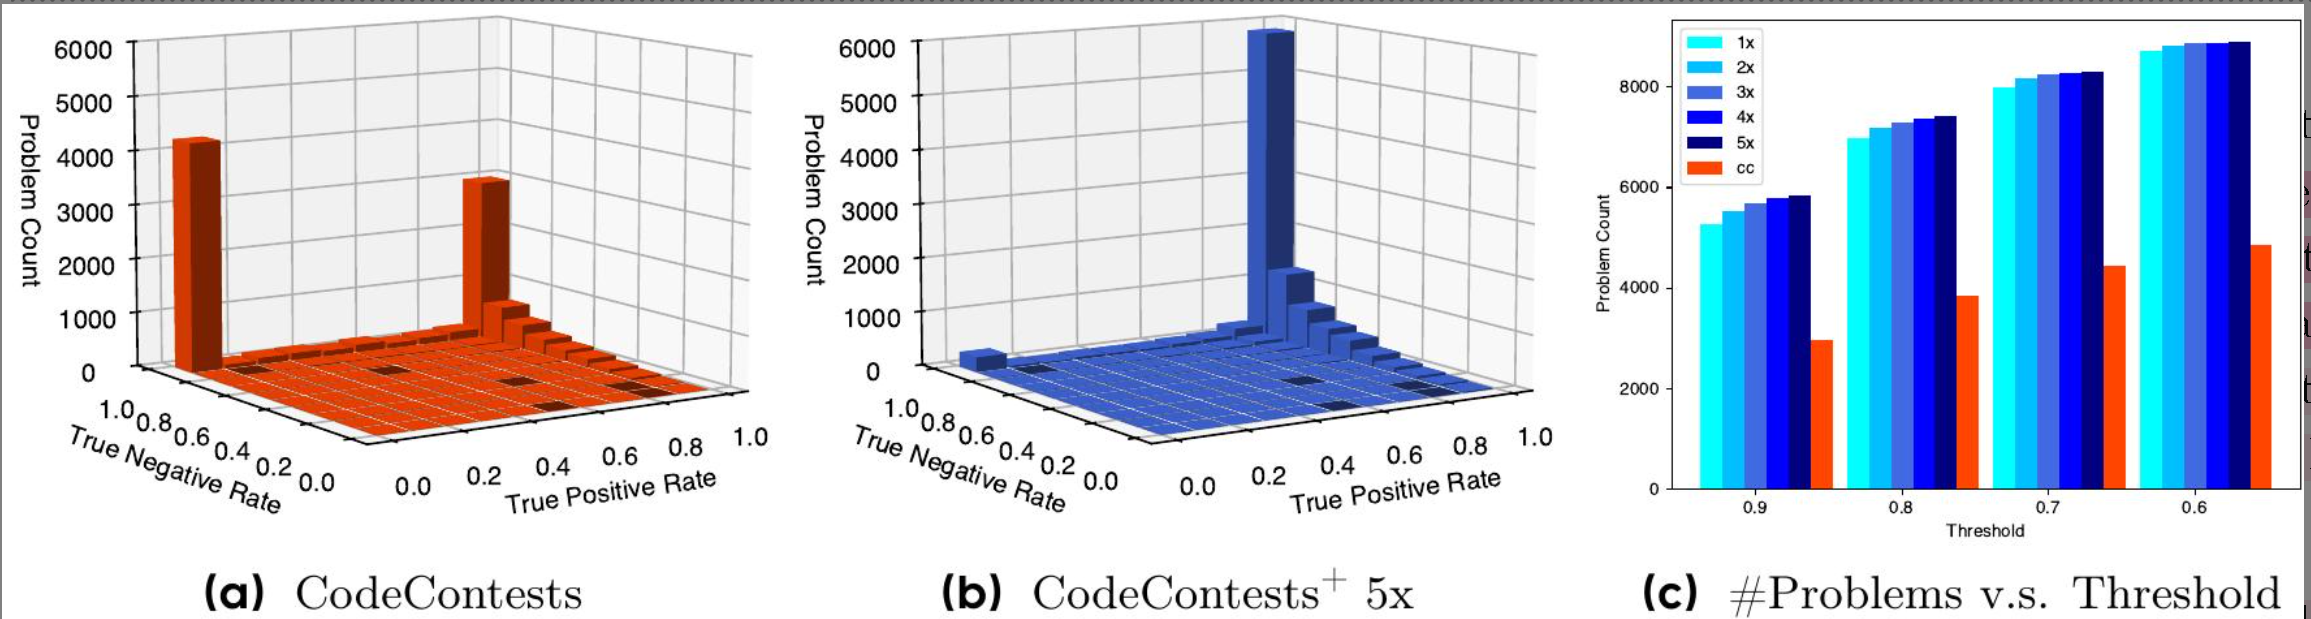 6000
5000
4000
3000
2000
1000
0
Problem Count
1.0 0.8 0.6 0.4 0.2 0.0
True Negative Rate
0.0 0.2 0.4 0.6 0.8 1.0
True Positive Rate
(a) CodeContests
6000
5000
4000
3000
2000
1000
0
Problem Count
1.0 0.8 0.6 0.4 0.2 0.0
True Negative Rate
0.0 0.2 0.4 0.6 0.8 1.0
True Positive Rate
(b) CodeContests⁺ 5x
1x
2x
3x
4x
5x
cc
8000
6000
4000
2000
0
Problem Count
0.9 0.8 0.7 0.6
Threshold
(c) #Problems v.s. Threshold